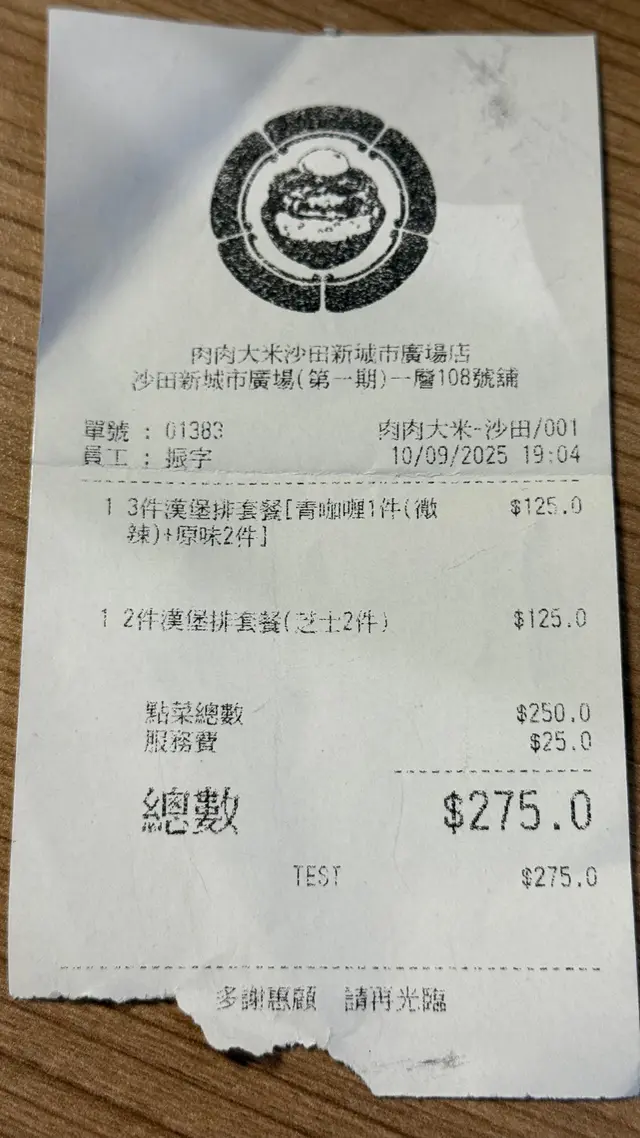 肉肉大米沙田新城市廣場店
沙田新城市廣場(第一期)一層108號舖
單號 : 01383 肉肉大米-沙田/001
員工 : 振宇 10/09/2025 19:04
1 3件漢堡排套餐[青咖喱1件(微 $125.0
辣)+原味2件]
1 2件漢堡排套餐(芝士2件) $125.0
點菜總數 $250.0
服務費 $25.0
總數 $275.0
TEST $275.0
多謝惠顧 請再光臨